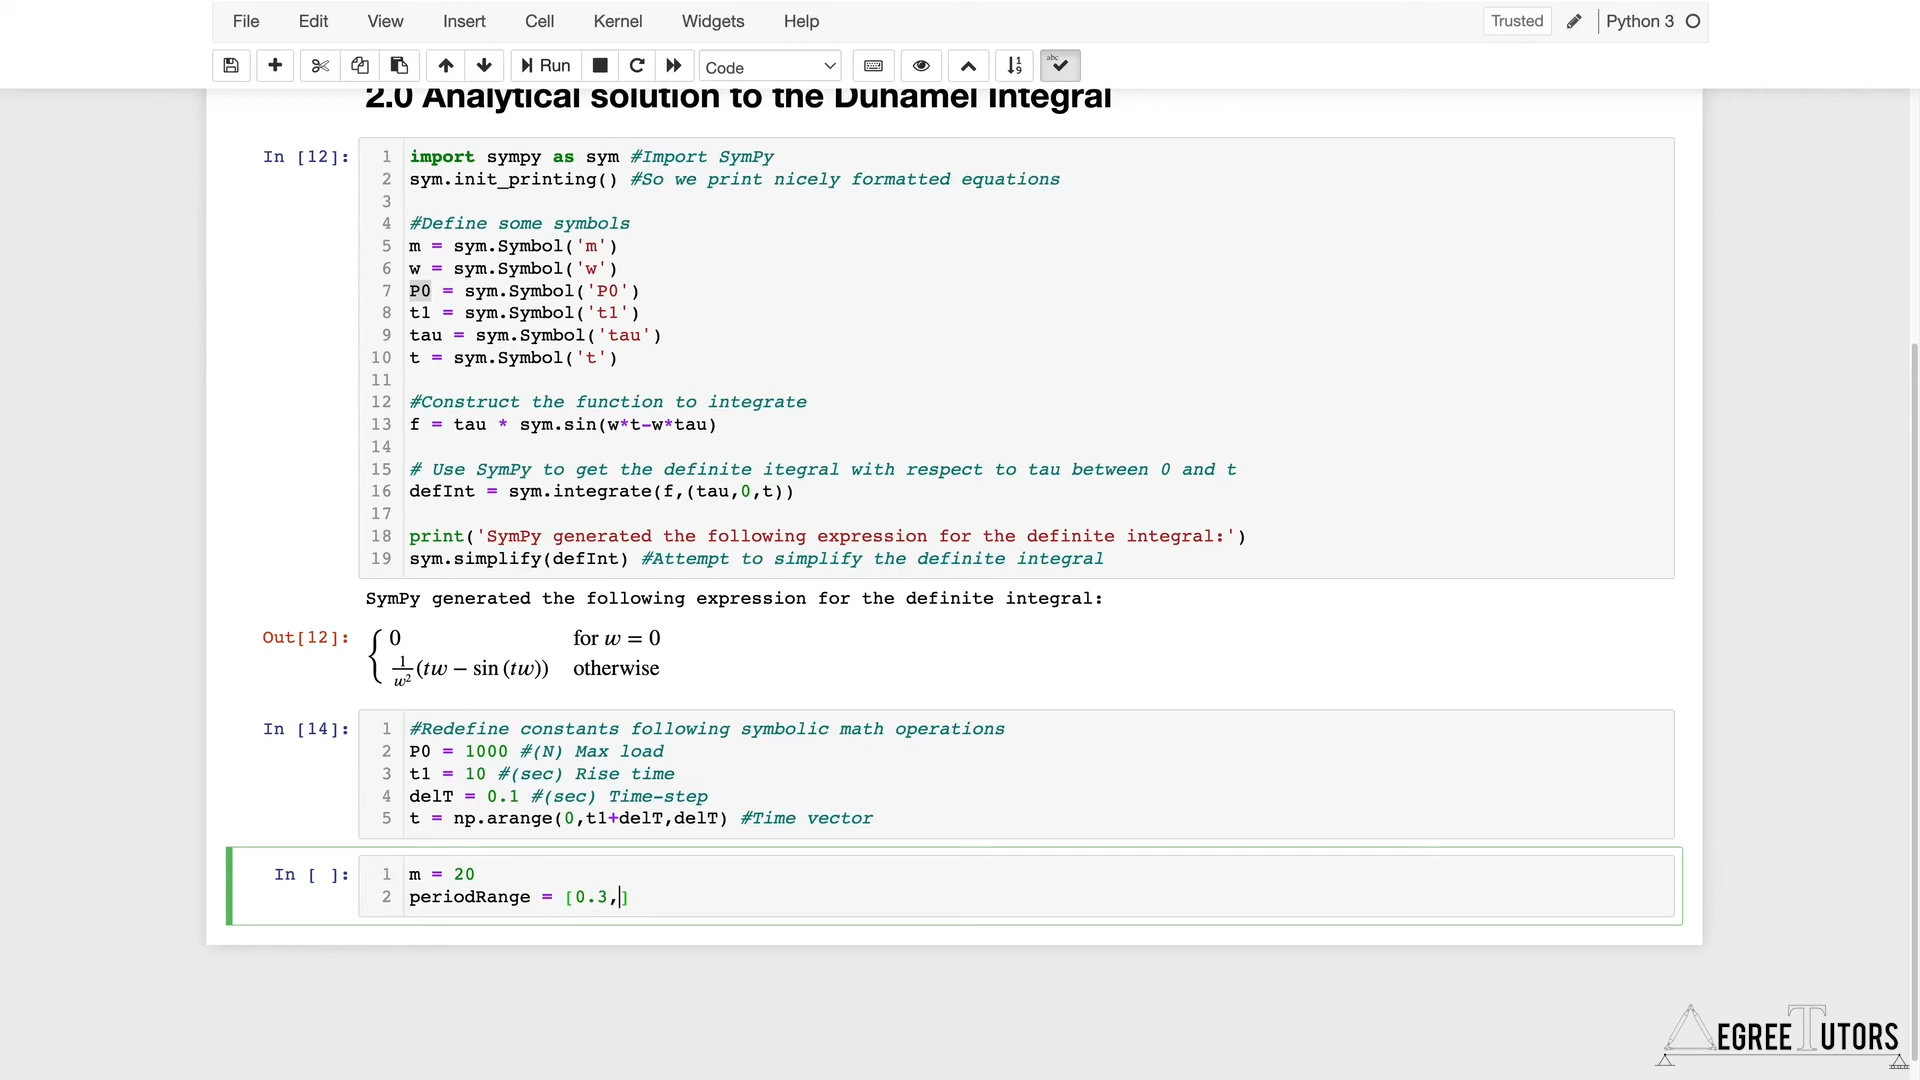 File Edit View Insert Cell Kernel Widgets Help Trusted Python 3
Run Code
2.0 Analytical solution to the Duhamel Integral
In [12]:
1 import sympy as sym #Import SymPy
2 sym.init_printing() #So we print nicely formatted equations
3
4 #Define some symbols
5 m = sym.Symbol('m')
6 w = sym.Symbol('w')
7 P0 = sym.Symbol('P0')
8 t1 = sym.Symbol('t1')
9 tau = sym.Symbol('tau')
10 t = sym.Symbol('t')
11
12 #Construct the function to integrate
13 f = tau * sym.sin(w*t-w*tau)
14
15 # Use SymPy to get the definite itegral with respect to tau between 0 and t
16 defInt = sym.integrate(f,(tau,0,t))
17
18 print('SymPy generated the following expression for the definite integral:')
19 sym.simplify(defInt) #Attempt to simplify the definite integral
SymPy generated the following expression for the definite integral:
Out[12]:
{ 0 for w = 0
1/w² (tw − sin (tw)) otherwise
In [14]:
1 #Redefine constants following symbolic math operations
2 P0 = 1000 #(N) Max load
3 t1 = 10 #(sec) Rise time
4 delT = 0.1 #(sec) Time-step
5 t = np.arange(0,t1+delT,delT) #Time vector
In [ ]:
1 m = 20
2 periodRange = [0.3,]
DEGREE TUTORS